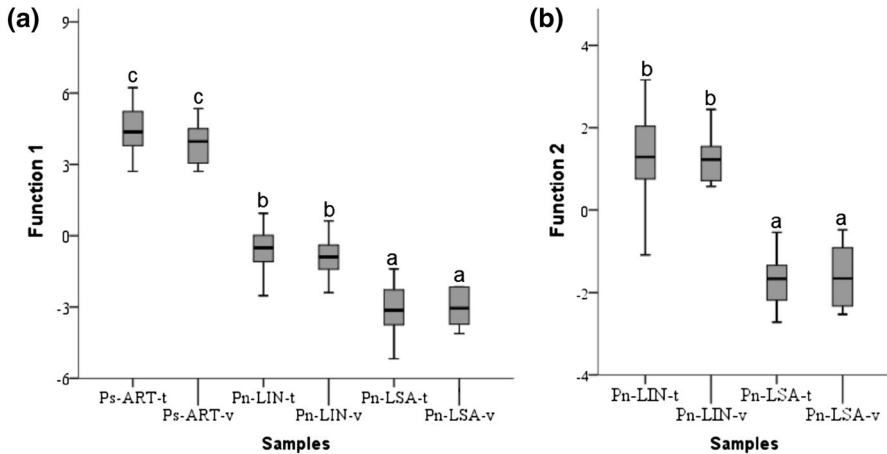 (a)
Function 1
9
6
3
0
-3
-6
c
c
b
b
a
a
Ps-ART-t
Ps-ART-v
Pn-LIN-t
Pn-LIN-v
Pn-LSA-t
Pn-LSA-v
Samples
(b)
Function 2
4
2
0
-2
-4
b
b
a
a
Pn-LIN-t
Pn-LIN-v
Pn-LSA-t
Pn-LSA-v
Samples